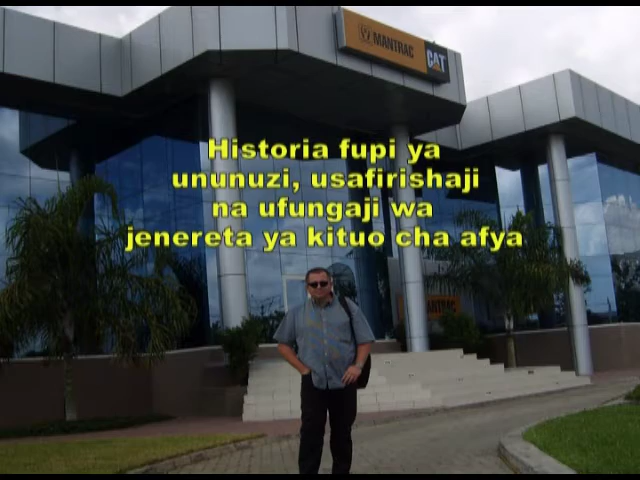 MANTRAC
CAT
Historia fupi ya
ununuzi, usafirishaji
na ufungaji wa
jenereta ya kituo cha afya